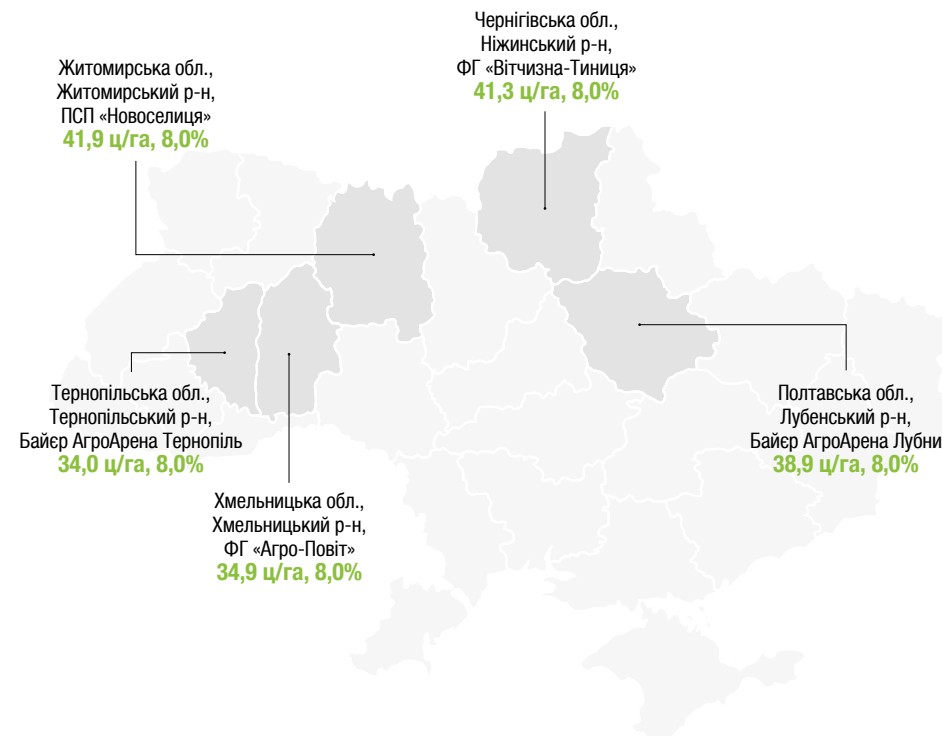 Чернігівська обл.,
Ніжинський р-н,
ФГ «Вітчизна-Тиниця»
41,3 ц/га, 8,0%
Житомирська обл.,
Житомирський р-н,
ПСП «Новоселиця»
41,9 ц/га, 8,0%
Тернопільська обл.,
Тернопільський р-н,
Байєр АгроАрена Тернопіль
34,0 ц/га, 8,0%
Полтавська обл.,
Лубенський р-н,
Байєр АгроАрена Лубни
38,9 ц/га, 8,0%
Хмельницька обл.,
Хмельницький р-н,
ФГ «Агро-Повіт»
34,9 ц/га, 8,0%